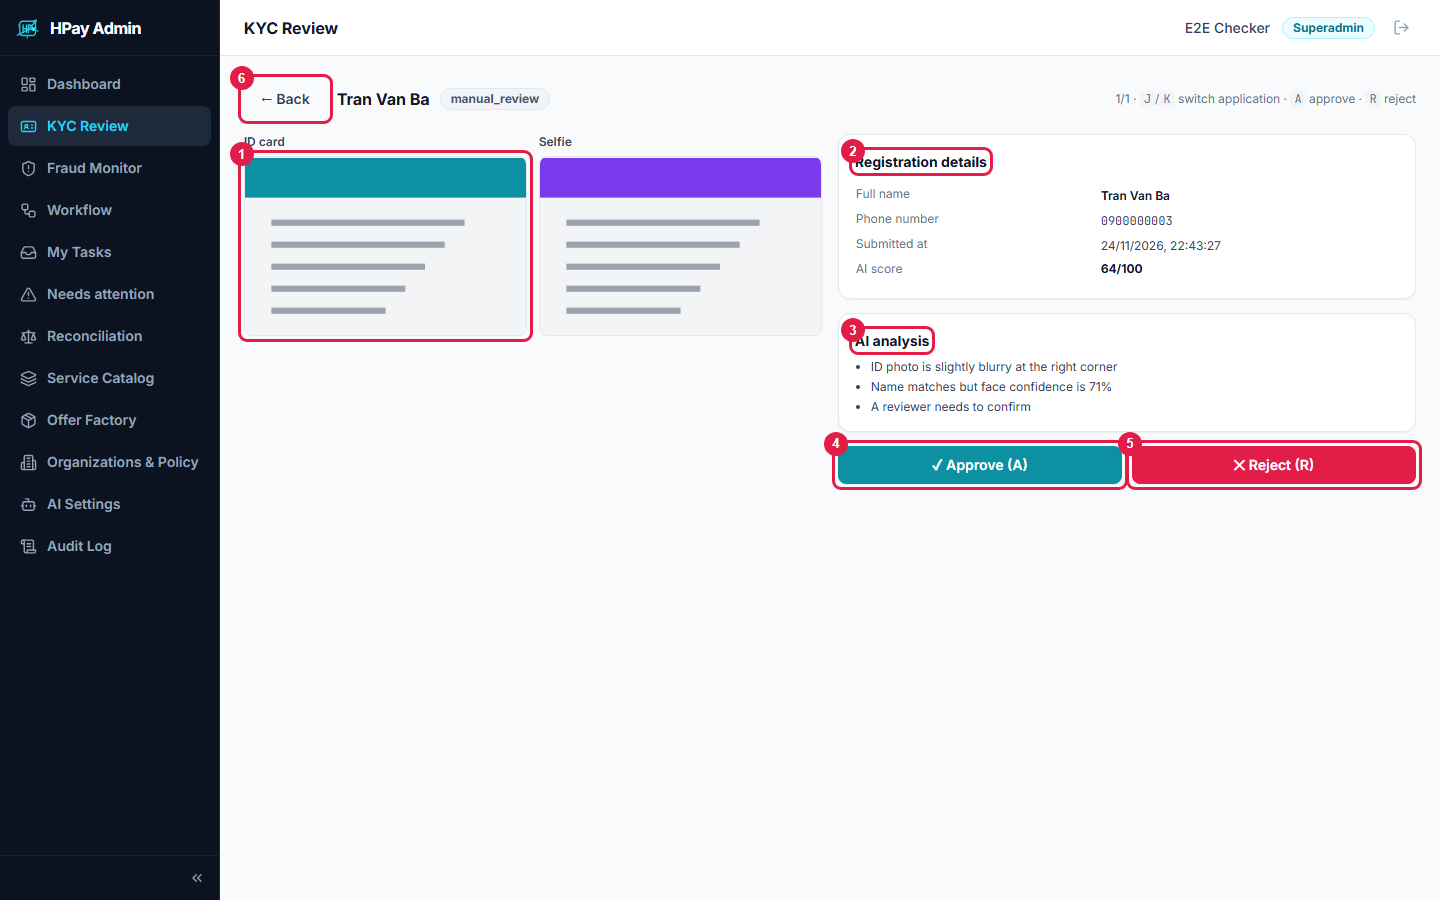 HPay Admin
KYC Review
E2E Checker
Superadmin
Dashboard
KYC Review
Fraud Monitor
Workflow
My Tasks
Needs attention
Reconciliation
Service Catalog
Offer Factory
Organizations & Policy
AI Settings
Audit Log
«
6
← Back
Tran Van Ba
manual_review
1/1 · J / K switch application · A approve · R reject
ID card
1
Selfie
2
Registration details
Full name Tran Van Ba
Phone number 0900000003
Submitted at 24/11/2026, 22:43:27
AI score 64/100
3
AI analysis
• ID photo is slightly blurry at the right corner
• Name matches but face confidence is 71%
• A reviewer needs to confirm
4
✓ Approve (A)
5
✕ Reject (R)